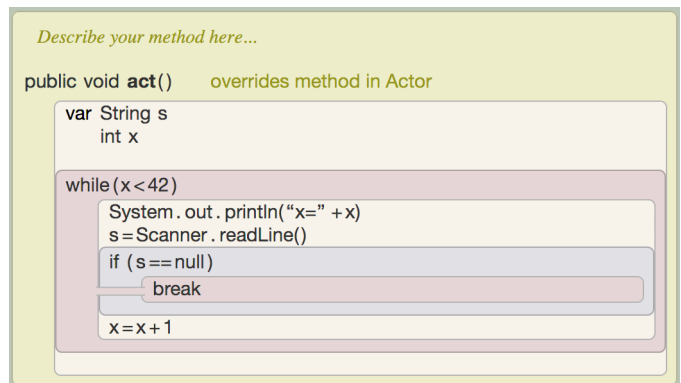 Describe your method here...
public void act() overrides method in Actor
var String s
int x
while(x<42)
System.out.println(“x=” +x)
s=Scanner.readLine()
if (s==null)
break
x=x+1